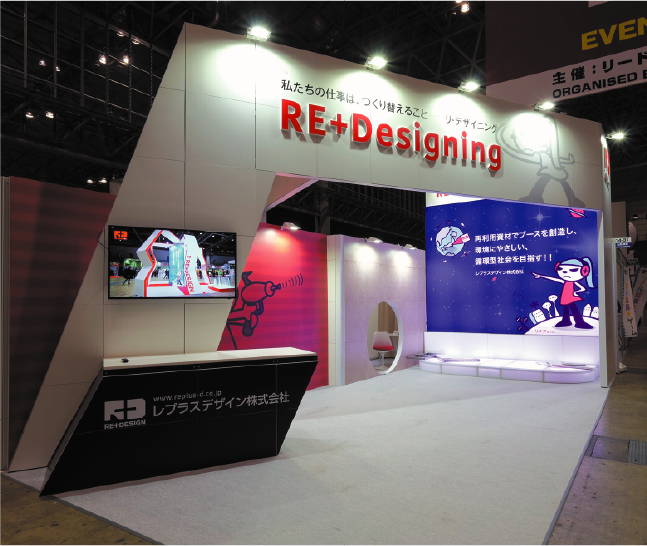 EVEN
主催：リード
ORGANISED B
私たちの仕事は、つくり替えること リ・デザイニング
RE+Designing
再利用資材でブースを創造し、
環境にやさしい、
循環型社会を目指す！！
レプラスデザイン株式会社
www.replus-d.co.jp
レプラスデザイン株式会社
RE+DESIGN